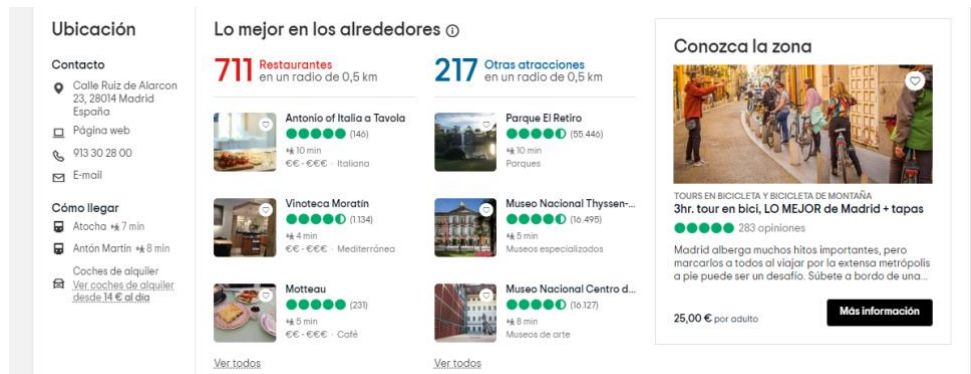 Ubicación
Contacto
Calle Ruiz de Alarcon
23, 28014 Madrid
España
Página web
913 30 28 00
E-mail
Cómo llegar
Atocha 7 min
Antón Martín 8 min
Coches de alquiler
Ver coches de alquiler
desde 14 € al día
Lo mejor en los alrededores
711 Restaurantes
en un radio de 0,5 km
Antonio of Italia a Tavola
(146)
10 min
€€ - €€€ · Italiana
Vinoteca Moratín
(1.134)
4 min
€€ - €€€ · Mediterránea
Motteau
(231)
5 min
€€ - €€€ · Café
Ver todos
217 Otras atracciones
en un radio de 0,5 km
Parque El Retiro
(55.446)
10 min
Parques
Museo Nacional Thyssen-...
(16.495)
5 min
Museos especializados
Museo Nacional Centro d...
(16.127)
8 min
Museos de arte
Ver todos
Conozca la zona
TOURS EN BICICLETA Y BICICLETA DE MONTAÑA
3hr. tour en bici, LO MEJOR de Madrid + tapas
283 opiniones
Madrid alberga muchos hitos importantes, pero
marcarlos a todos al viajar por la extensa metrópolis
a pie puede ser un desafío. Súbete a bordo de una...
25,00 € por adulto
Más información